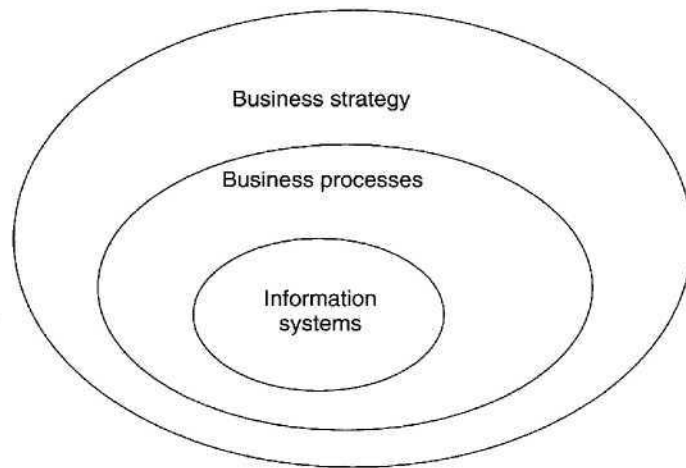 Business strategy
Business processes
Information
systems